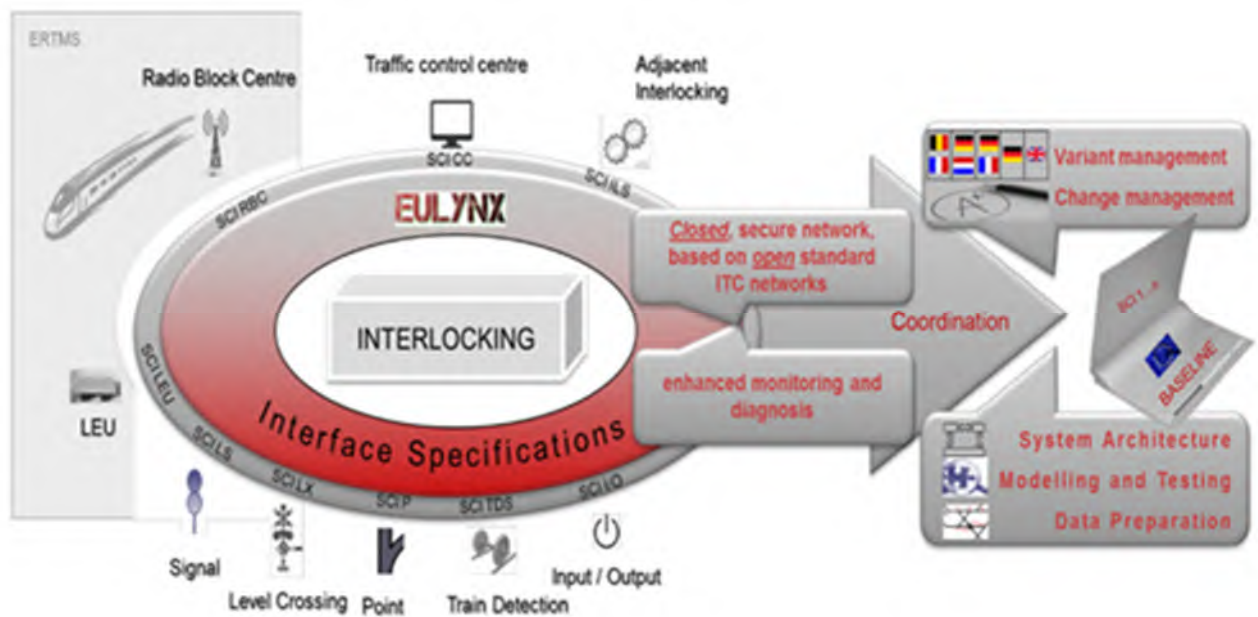 ERTMS
Radio Block Centre
Traffic control centre
Adjacent
Interlocking
SCI RBC
SCI CC
SCI ILS
EULYNX
INTERLOCKING
Interface Specifications
SCI LEU
SCI LS
SCI LX
SCI P
SCI TDS
SCI I.O
LEU
Signal
Level Crossing
Point
Train Detection
Input / Output
Closed, secure network,
based on open standard
ITC networks
enhanced monitoring and
diagnosis
Coordination
Variant management
A+
Change management
SCI 1...n
BASELINE
System Architecture
Modelling and Testing
Data Preparation